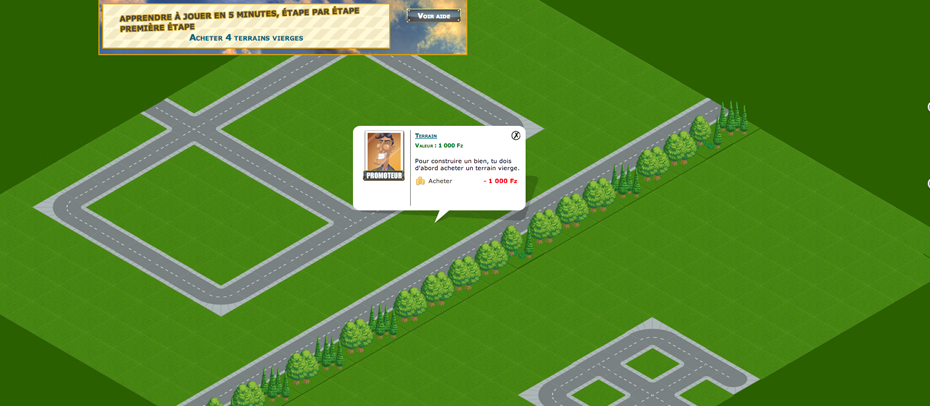 Apprendre à jouer en 5 minutes, étape par étape
Première étape
Acheter 4 terrains vierges
Voir aide
Terrain
Valeur : 1 000 Fz
Pour construire un bien, tu dois
d'abord acheter un terrain vierge.
Acheter - 1 000 Fz
PROMOTEUR